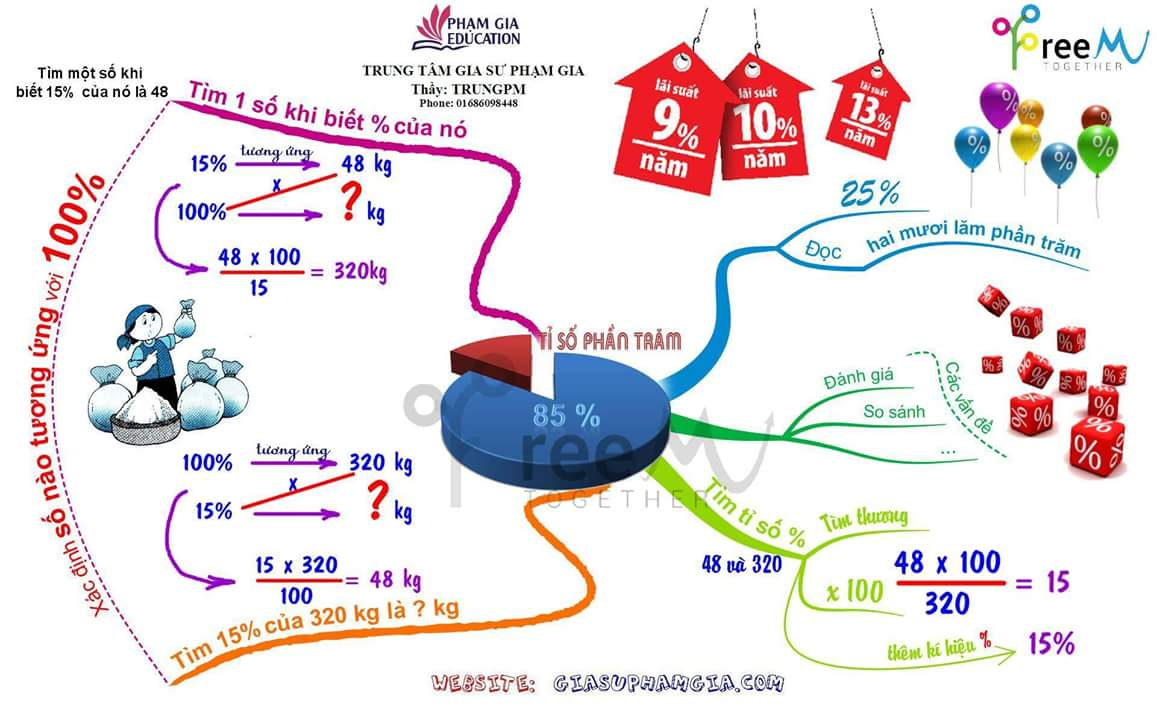 PHẠM GIA
EDUCATION
TRUNG TÂM GIA SƯ PHẠM GIA
Thầy: TRUNGPM
Phone: 01686098448
reeM
TOGETHER
Tìm một số khi
biết 15% của nó là 48
Tìm 1 số khi biết % của nó
15% tương ứng 48 kg
x
100% ? kg
48 x 100
15
= 320kg
Xác định số nào tương ứng với 100%
lãi suất
9%
năm
lãi suất
10%
năm
lãi suất
13%
năm
25%
Đọc hai mươi lăm phần trăm
TỈ SỐ PHẦN TRĂM
85 %
reeM
TOGETHER
Đánh giá
So sánh
...
Các vấn đề
100% tương ứng 320 kg
x
15% ? kg
15 x 320
100
= 48 kg
Tìm 15% của 320 kg là ? kg
Tìm tỉ số %
48 và 320
Tìm thương
x 100
48 x 100
320
= 15
thêm kí hiệu % 15%
WEBSITE: GIASUPHAMGIA.COM